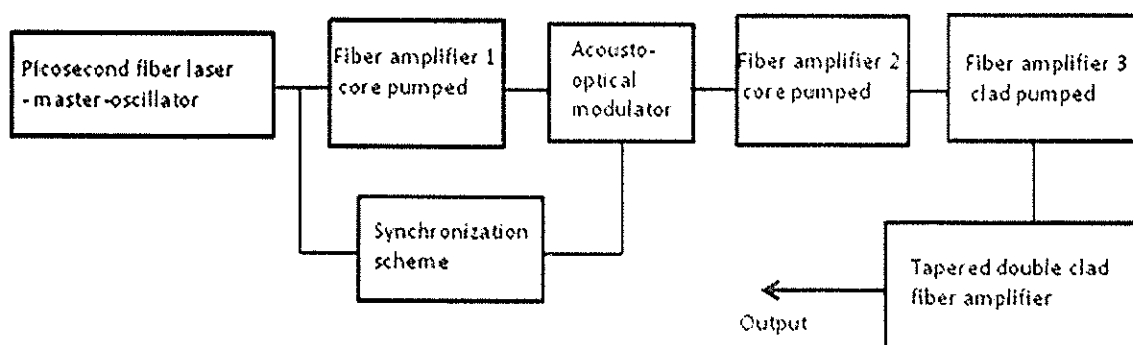 Picosecond fiber laser
- master-oscillator
Fiber amplifier 1
core pumped
Acousto-
optical
modulator
Fiber amplifier 2
core pumped
Fiber amplifier 3
clad pumped
Synchronization
scheme
Tapered double clad
fiber amplifier
Output